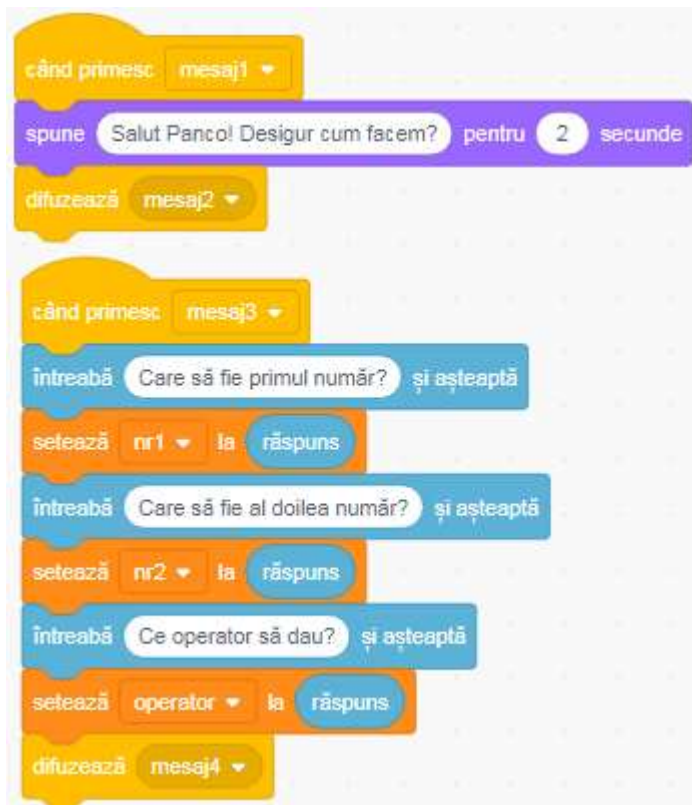 când primesc mesaj1
spune Salut Panco! Desigur cum facem? pentru 2 secunde
difuzează mesaj2
când primesc mesaj3
întreabă Care să fie primul număr? și așteaptă
setează nr1 la răspuns
întreabă Care să fie al doilea număr? și așteaptă
setează nr2 la răspuns
întreabă Ce operator să dau? și așteaptă
setează operator la răspuns
difuzează mesaj4